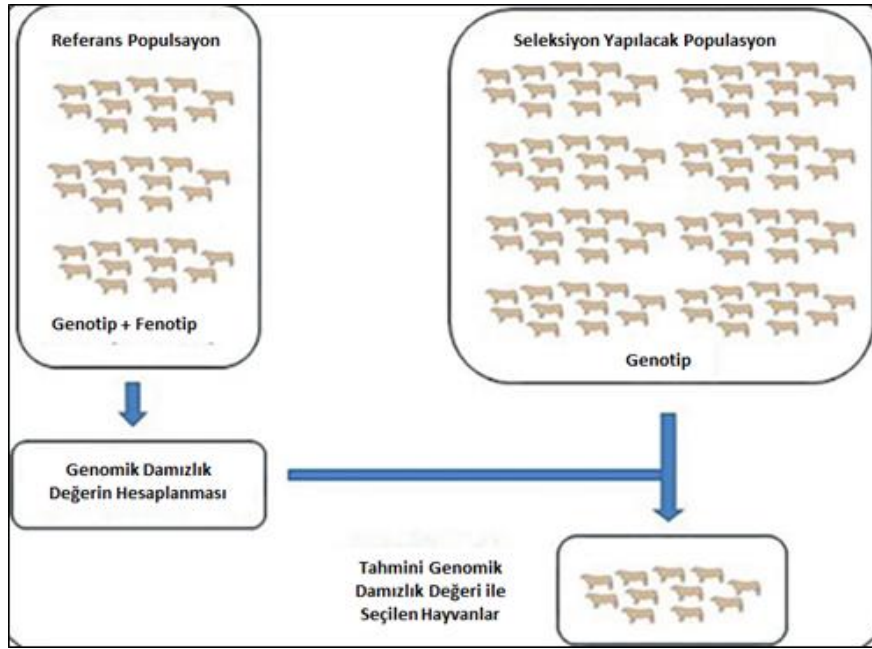 Referans Populsayon
Genotip + Fenotip
Seleksiyon Yapılacak Populasyon
Genotip
Genomik Damızlık
Değerin Hesaplanması
Tahmini Genomik
Damızlık Değeri ile
Seçilen Hayvanlar